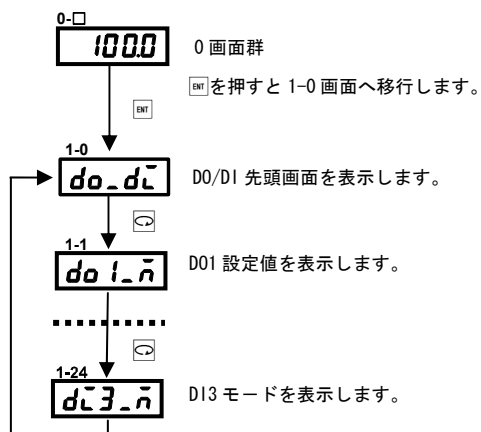 0-□
100.0 0画面群
ENTを押すと 1-0 画面へ移行します。
ENT
1-0
do_di DO/DI 先頭画面を表示します。
1-1
do1_n̄ DO1 設定値を表示します。
1-24
di3_n̄ DI3 モードを表示します。